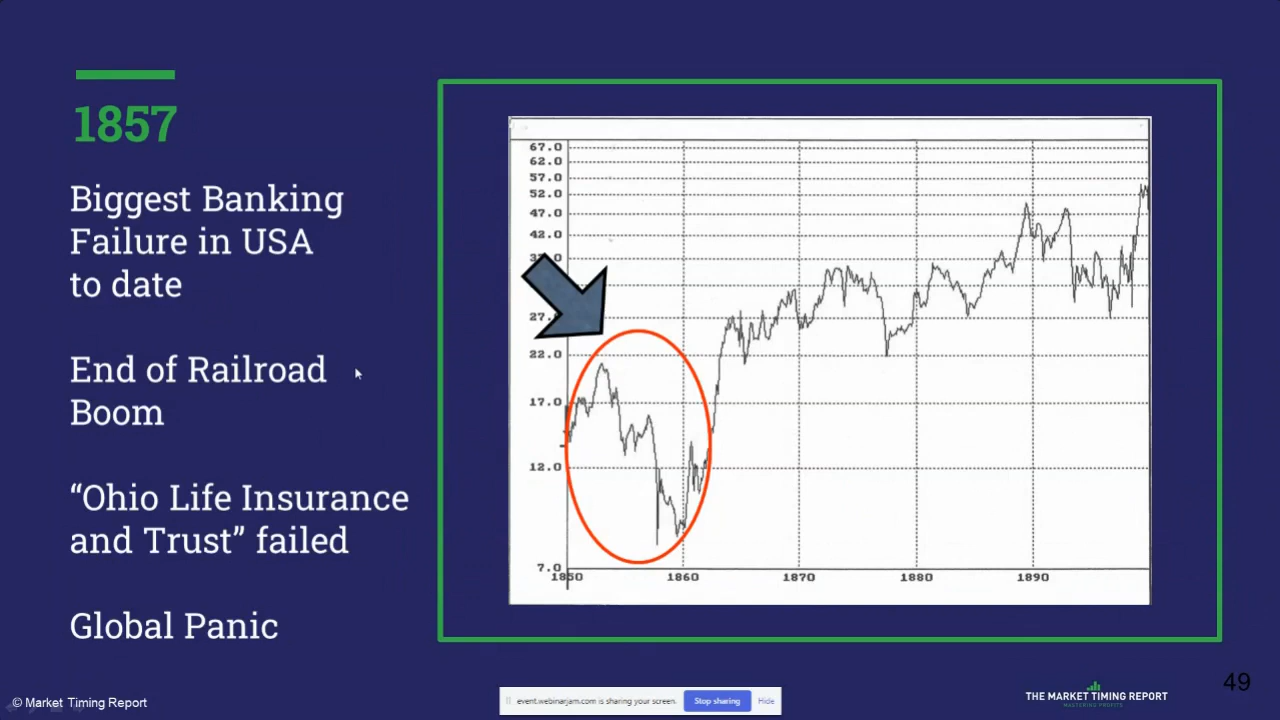 1857
Biggest Banking
Failure in USA
to date
End of Railroad
Boom
“Ohio Life Insurance
and Trust” failed
Global Panic
67.0
62.0
57.0
52.0
47.0
42.0
27.
22.0
17.0
12.0
7.0
1850 1860 1870 1880 1890
© Market Timing Report
event.webinarjam.com is sharing your screen. Stop sharing Hide
THE MARKET TIMING REPORT
MASTERING PROFITS
49